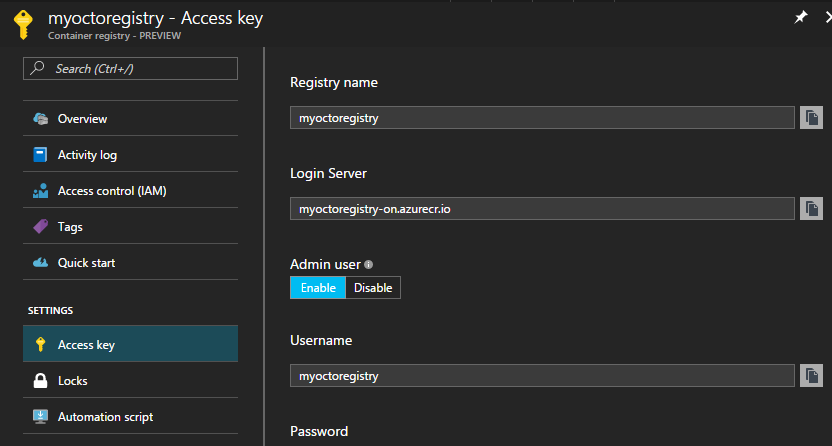 myoctoregistry - Access key
Container registry - PREVIEW
Search (Ctrl+/)
Overview
Activity log
Access control (IAM)
Tags
Quick start
SETTINGS
Access key
Locks
Automation script
Registry name
myoctoregistry
Login Server
myoctoregistry-on.azurecr.io
Admin user
Enable Disable
Username
myoctoregistry
Password